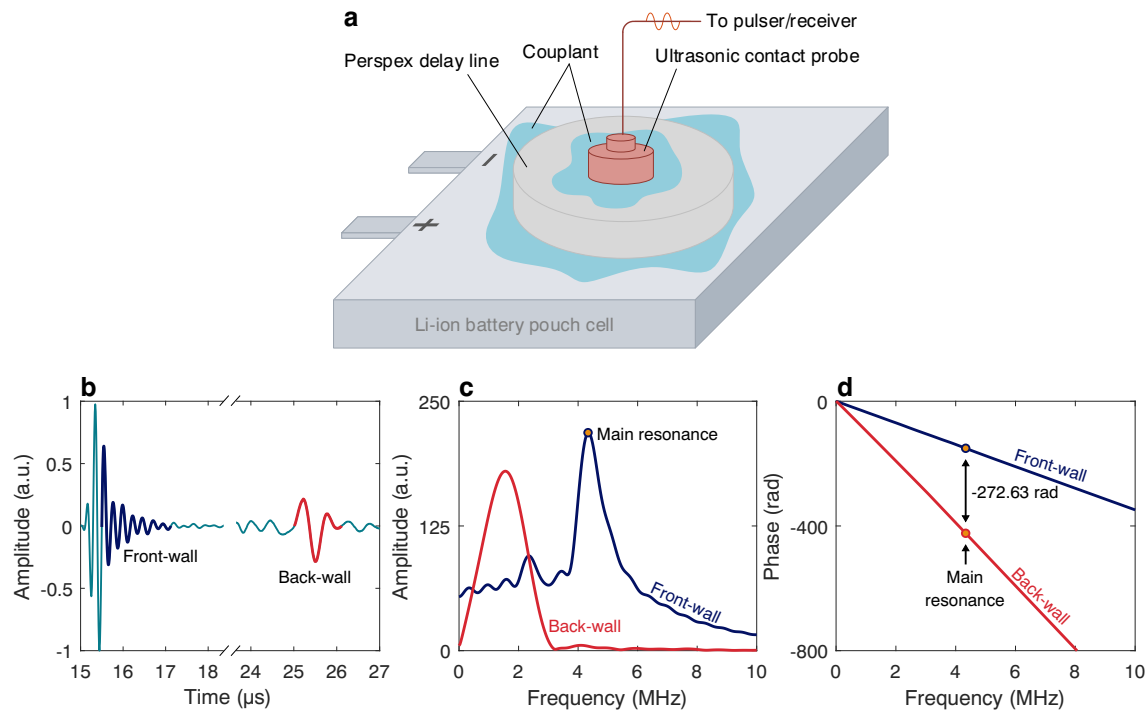 a
To pulser/receiver
Couplant
Ultrasonic contact probe
Perspex delay line
−
+
Li-ion battery pouch cell
b
1
0.5
0
-0.5
-1
Amplitude (a.u.)
Front-wall
Back-wall
15
16
17
18
24
25
26
27
Time (μs)
c
250
125
0
Amplitude (a.u.)
Main resonance
Front-wall
Back-wall
0
2
4
6
8
10
Frequency (MHz)
d
0
-400
-800
Phase (rad)
Front-wall
-272.63 rad
Main
resonance
Back-wall
0
2
4
6
8
10
Frequency (MHz)